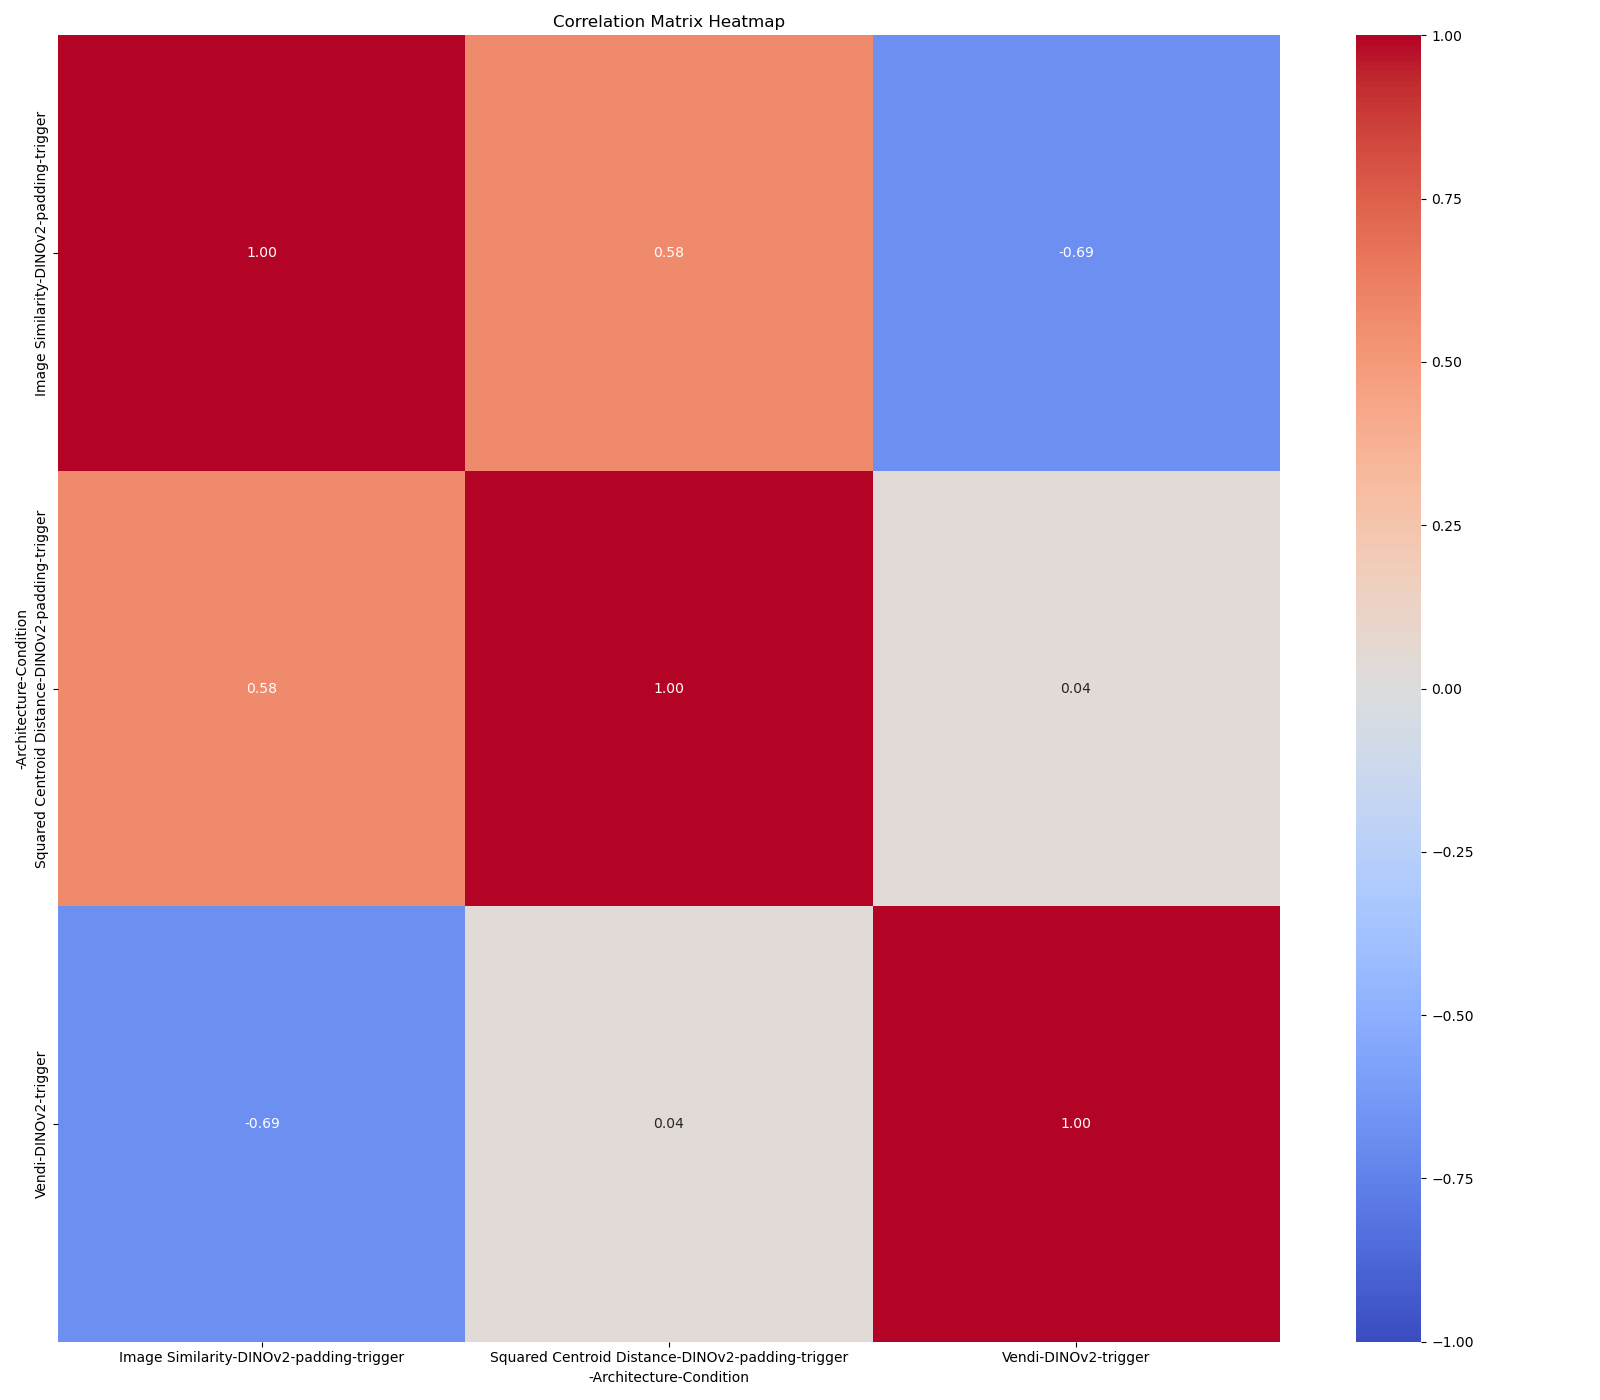 Correlation Matrix Heatmap
-Architecture-Condition
Image Similarity-DINOv2-padding-trigger
Squared Centroid Distance-DINOv2-padding-trigger
Vendi-DINOv2-trigger
1.00 0.58 -0.69
0.58 1.00 0.04
-0.69 0.04 1.00
Image Similarity-DINOv2-padding-trigger Squared Centroid Distance-DINOv2-padding-trigger Vendi-DINOv2-trigger
-Architecture-Condition
1.00
0.75
0.50
0.25
0.00
−0.25
−0.50
−0.75
−1.00